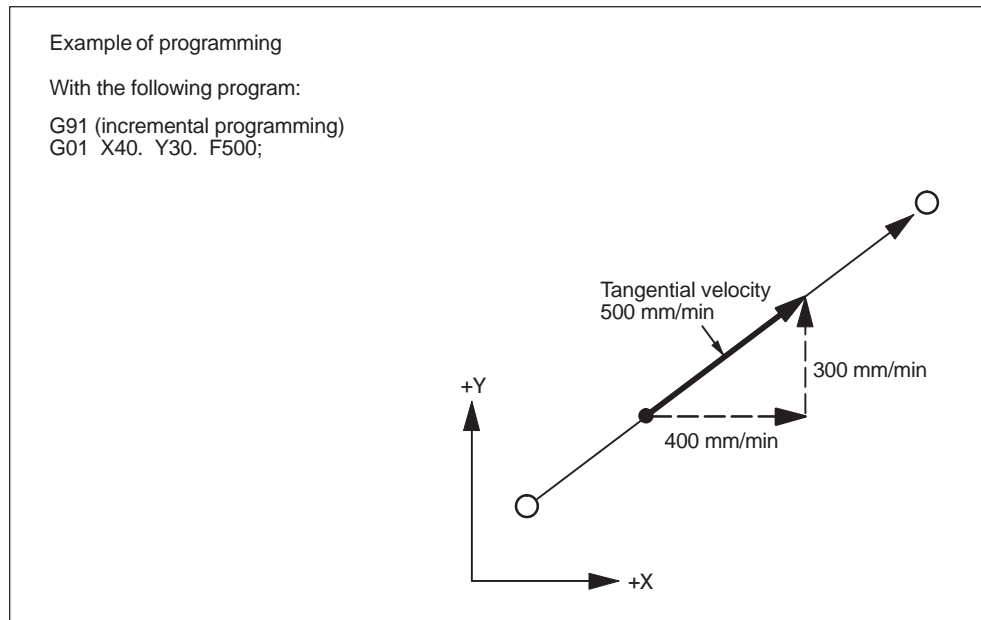 Example of programming
With the following program:
G91 (incremental programming)
G01 X40. Y30. F500;
Tangential velocity
500 mm/min
300 mm/min
+Y
400 mm/min
+X